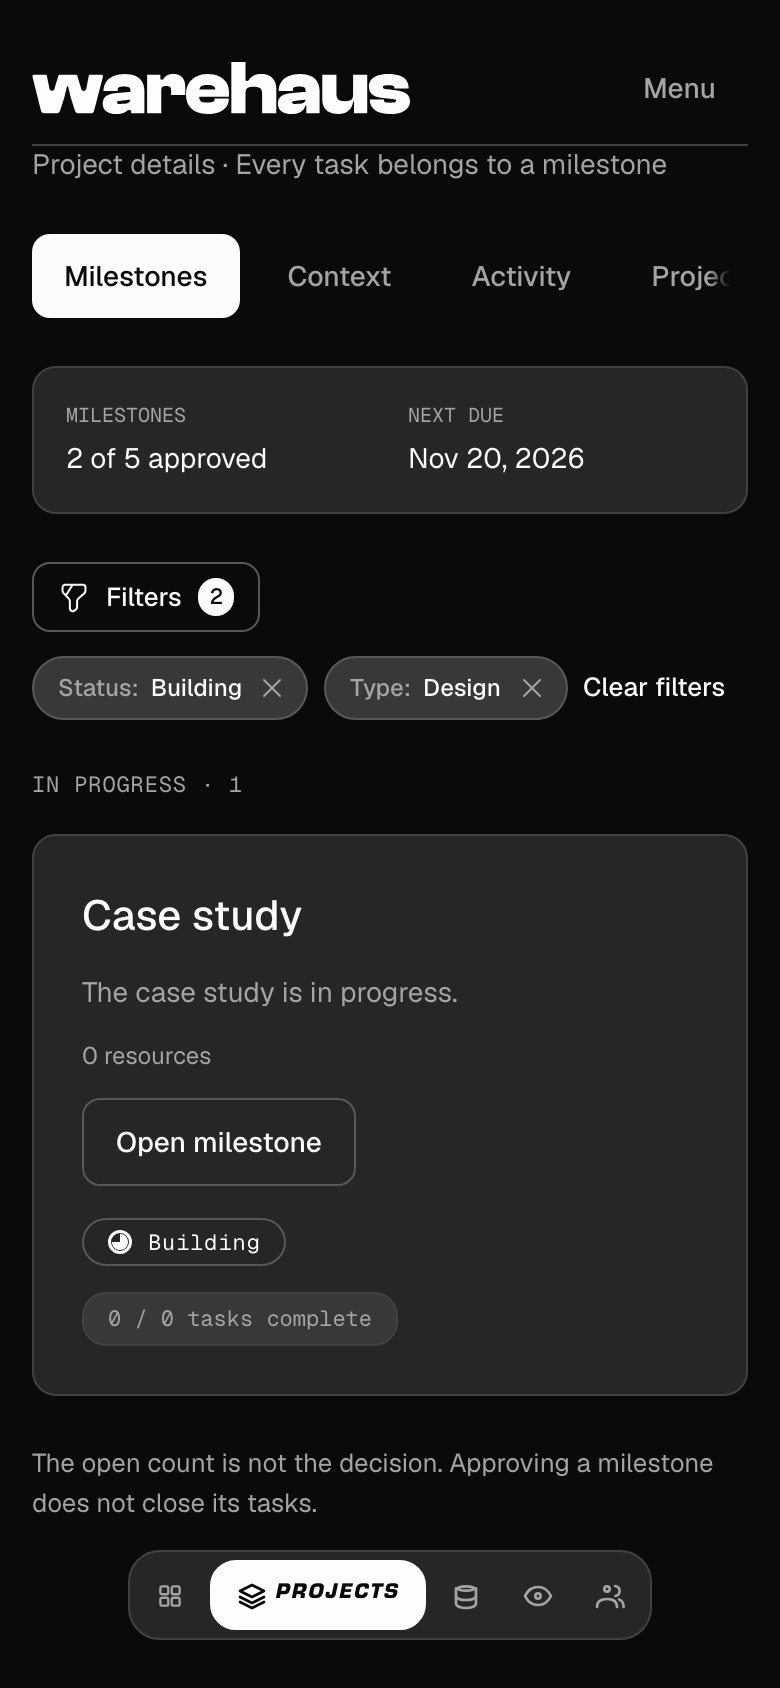 warehaus
Menu
Project details · Every task belongs to a milestone
Milestones
Context
Activity
Projec
MILESTONES
NEXT DUE
2 of 5 approved
Nov 20, 2026
Filters 2
Status: Building
Type: Design
Clear filters
IN PROGRESS · 1
Case study
The case study is in progress.
0 resources
Open milestone
Building
0 / 0 tasks complete
The open count is not the decision. Approving a milestone
does not close its tasks.
PROJECTS